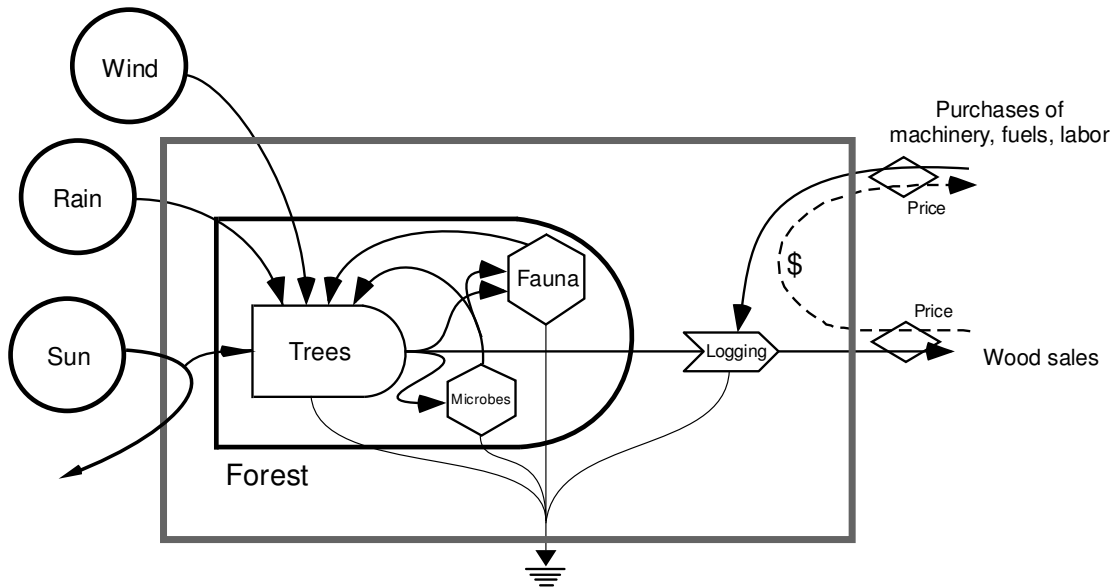 Wind
Purchases of
machinery, fuels, labor
Rain
Price
$
Fauna
Price
Sun
Trees
Logging
Wood sales
Microbes
Forest